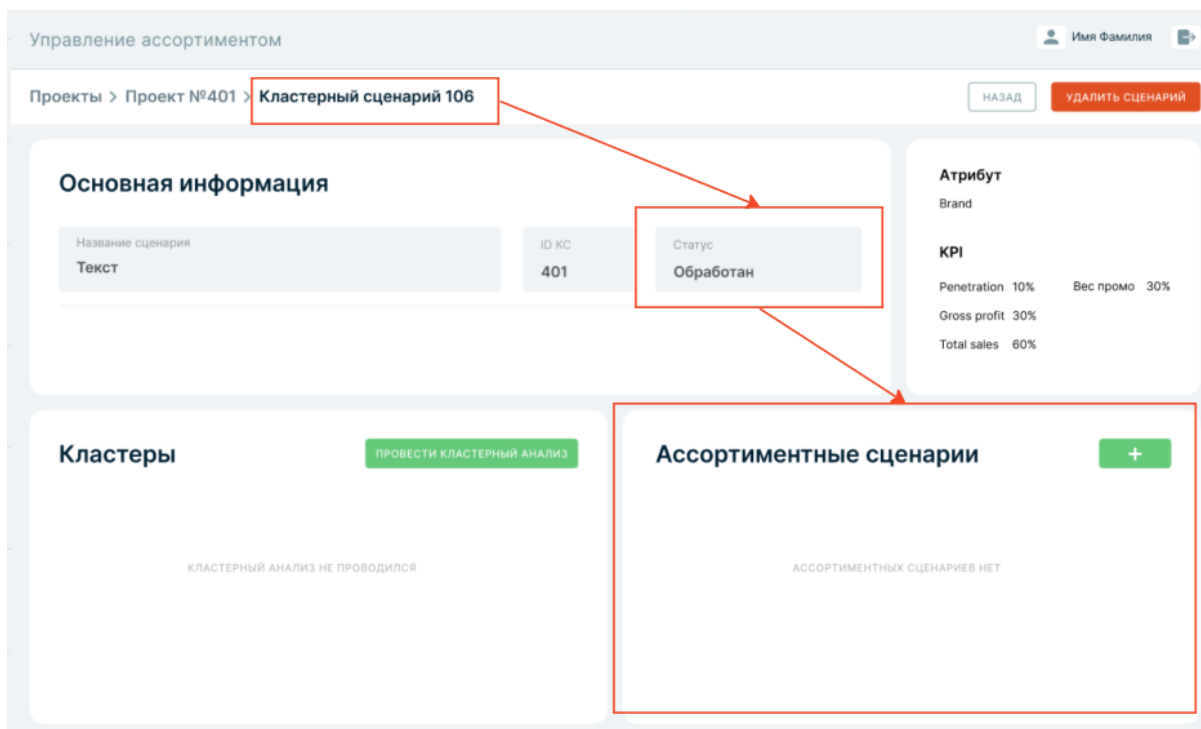 Управление ассортиментом
Имя Фамилия
Проекты > Проект №401 > Кластерный сценарий 106
НАЗАД
УДАЛИТЬ СЦЕНАРИЙ
Основная информация
Название сценария
Текст
ID КС
401
Статус
Обработан
Атрибут
Brand
KPI
Penetration 10% Вес промо 30%
Gross profit 30%
Total sales 60%
Кластеры
ПРОВЕСТИ КЛАСТЕРНЫЙ АНАЛИЗ
КЛАСТЕРНЫЙ АНАЛИЗ НЕ ПРОВОДИЛСЯ
Ассортиментные сценарии
+
АССОРТИМЕНТНЫХ СЦЕНАРИЕВ НЕТ